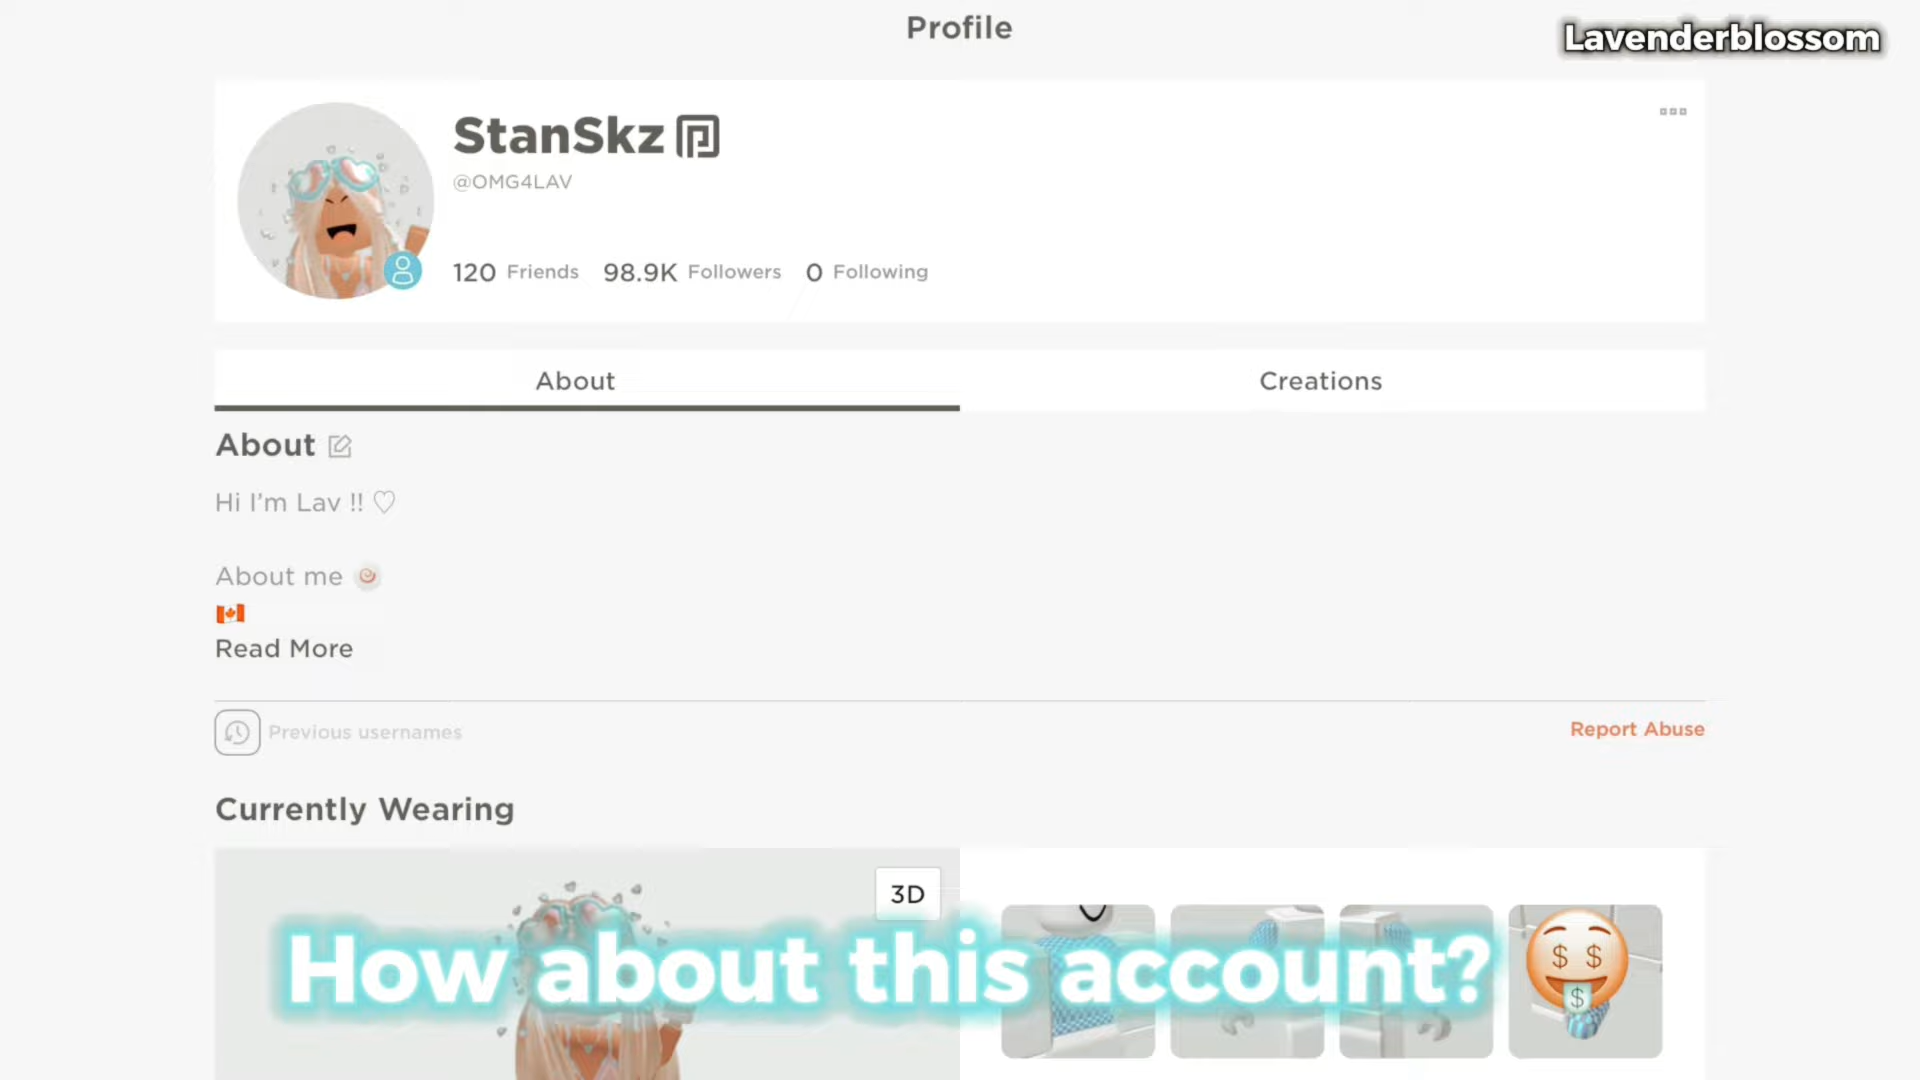 Profile
Lavenderblossom
StanSkz
@OMG4LAV
120 Friends 98.9K Followers 0 Following
About Creations
About
Hi I'm Lav !! ♡
About me
Read More
Previous usernames
Report Abuse
Currently Wearing
3D
How about this account?